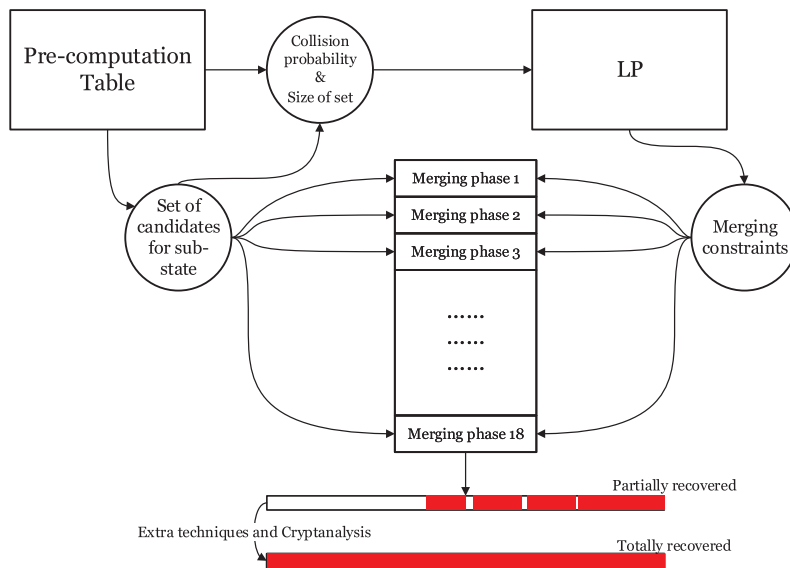 Pre-computation
Table
Collision
probability
&
Size of set
LP
Set of
candidates
for sub-
state
Merging phase 1
Merging phase 2
Merging phase 3
......
......
......
Merging phase 18
Merging
constraints
Partially recovered
Extra techniques and Cryptanalysis
Totally recovered